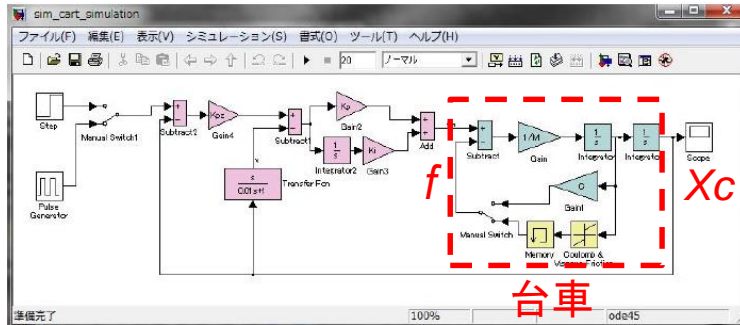 sim_cart_simulation
ファイル(F) 編集(E) 表示(V) シミュレーション(S) 書式(O) ツール(T) ヘルプ(H)
20 ノーマル
Step
Manual Switch1
Subtract2
Kpz
Gain4
Subtract1
Kp
Gain2
1/s
Integrator2
Ki
Gain3
Add
Subtract
1/M
Gain
1/s
Integrator
1/s
Integrator
Scope
Pulse Generator
s/0.01s+1
Transfer Fcn
v
f
C
Gain1
Xc
Manual Switch
Memory
Coulomb & Viscous Friction
台車
準備完了
100%
ode45